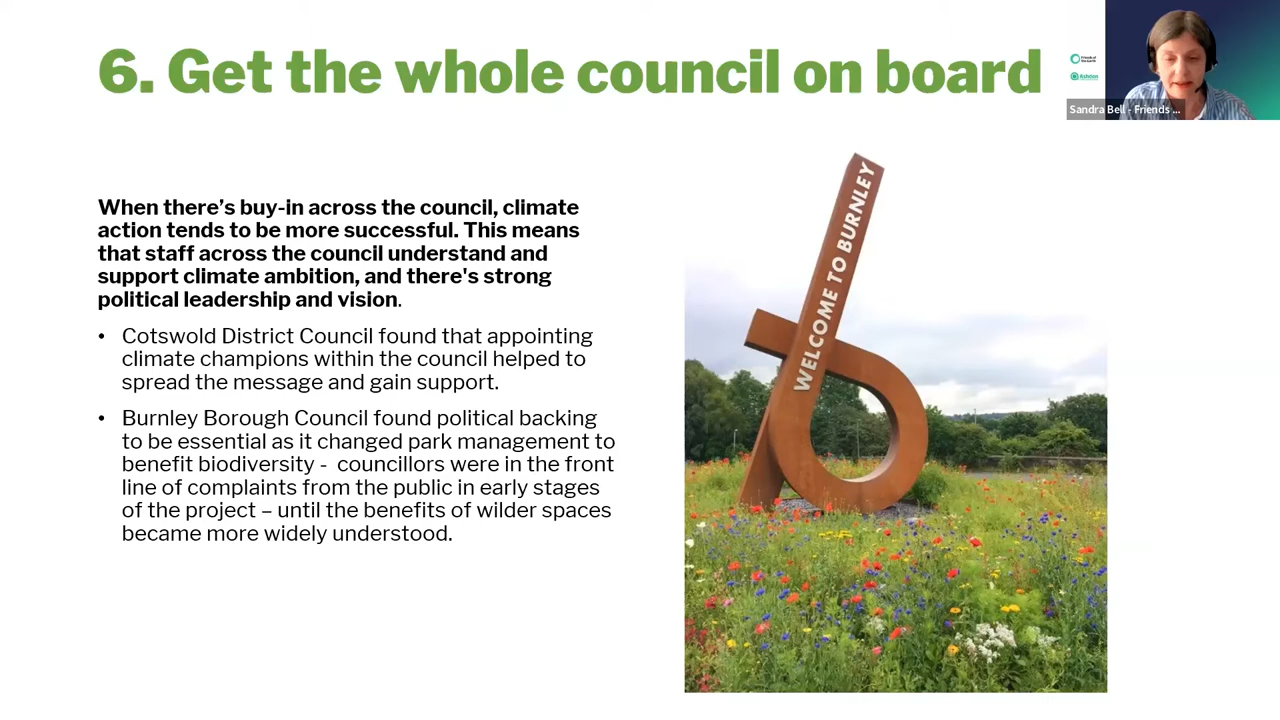 6. Get the whole council on board
Friends of
the Earth
Ashden
Sandra Bell - Friends ...
When there’s buy-in across the council, climate
action tends to be more successful. This means
that staff across the council understand and
support climate ambition, and there's strong
political leadership and vision.
• Cotswold District Council found that appointing
climate champions within the council helped to
spread the message and gain support.
• Burnley Borough Council found political backing
to be essential as it changed park management to
benefit biodiversity - councillors were in the front
line of complaints from the public in early stages
of the project – until the benefits of wilder spaces
became more widely understood.
WELCOME TO BURNLEY